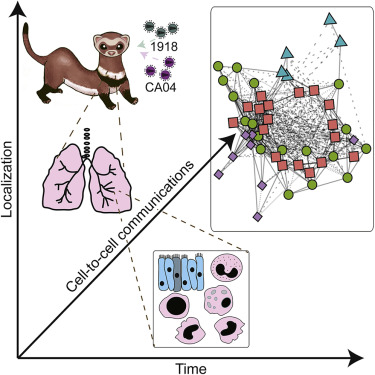 1918
CA04
Localization
Cell-to-cell communications
Time